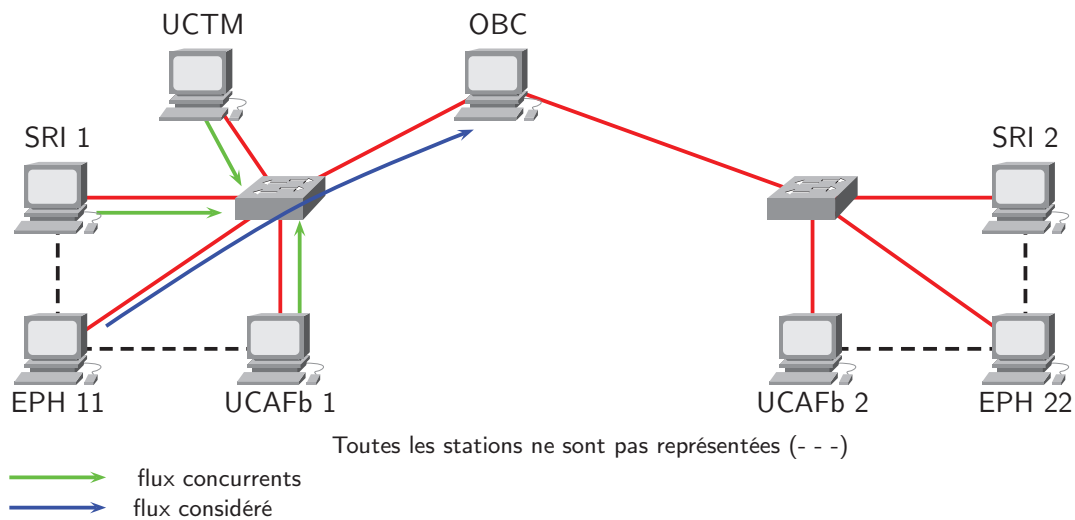 UCTM
OBC
SRI 1
SRI 2
EPH 11
UCAFb 1
UCAFb 2
EPH 22
Toutes les stations ne sont pas représentées (- - -)
flux concurrents
flux considéré